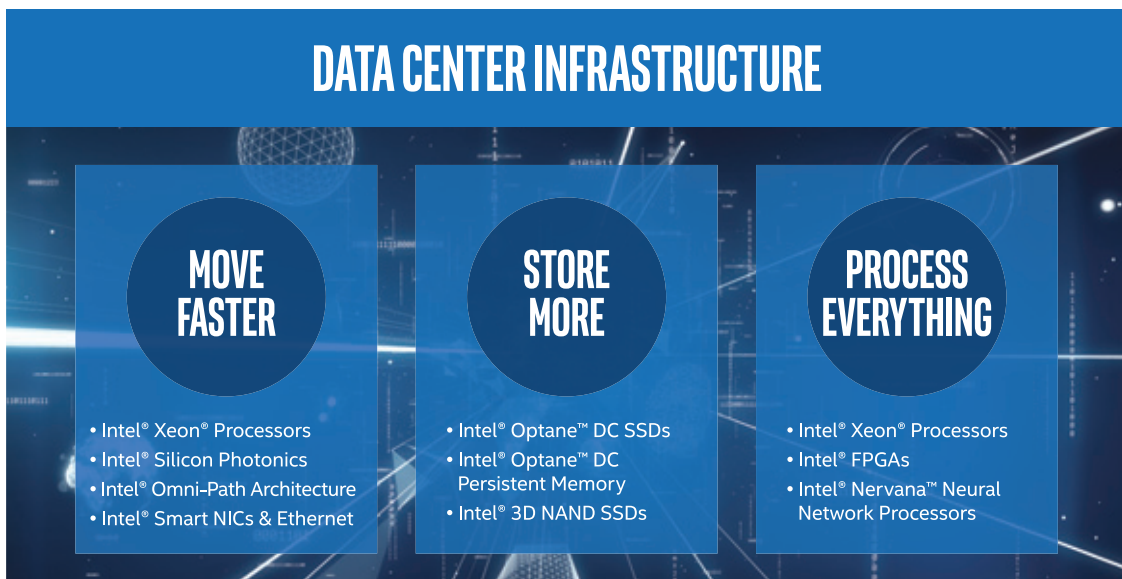 DATA CENTER INFRASTRUCTURE
MOVE
FASTER
• Intel® Xeon® Processors
• Intel® Silicon Photonics
• Intel® Omni-Path Architecture
• Intel® Smart NICs & Ethernet
STORE
MORE
• Intel® Optane™ DC SSDs
• Intel® Optane™ DC
Persistent Memory
• Intel® 3D NAND SSDs
PROCESS
EVERYTHING
• Intel® Xeon® Processors
• Intel® FPGAs
• Intel® Nervana™ Neural
Network Processors